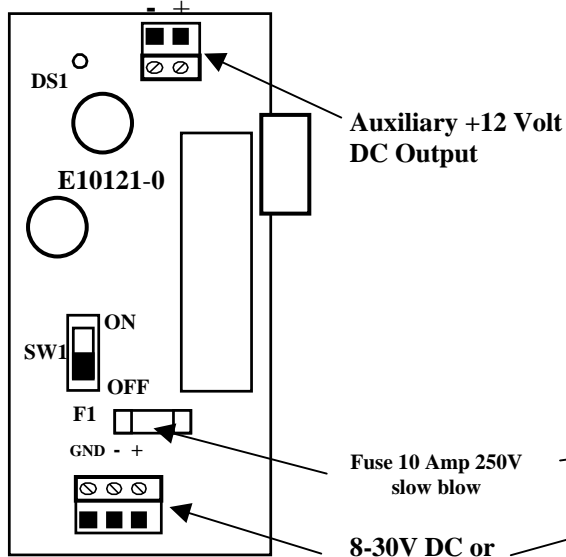 - +
DS1
Auxiliary +12 Volt
DC Output
E10121-0
ON
SW1
OFF
F1
GND - +
Fuse 10 Amp 250V
slow blow
8-30V DC or